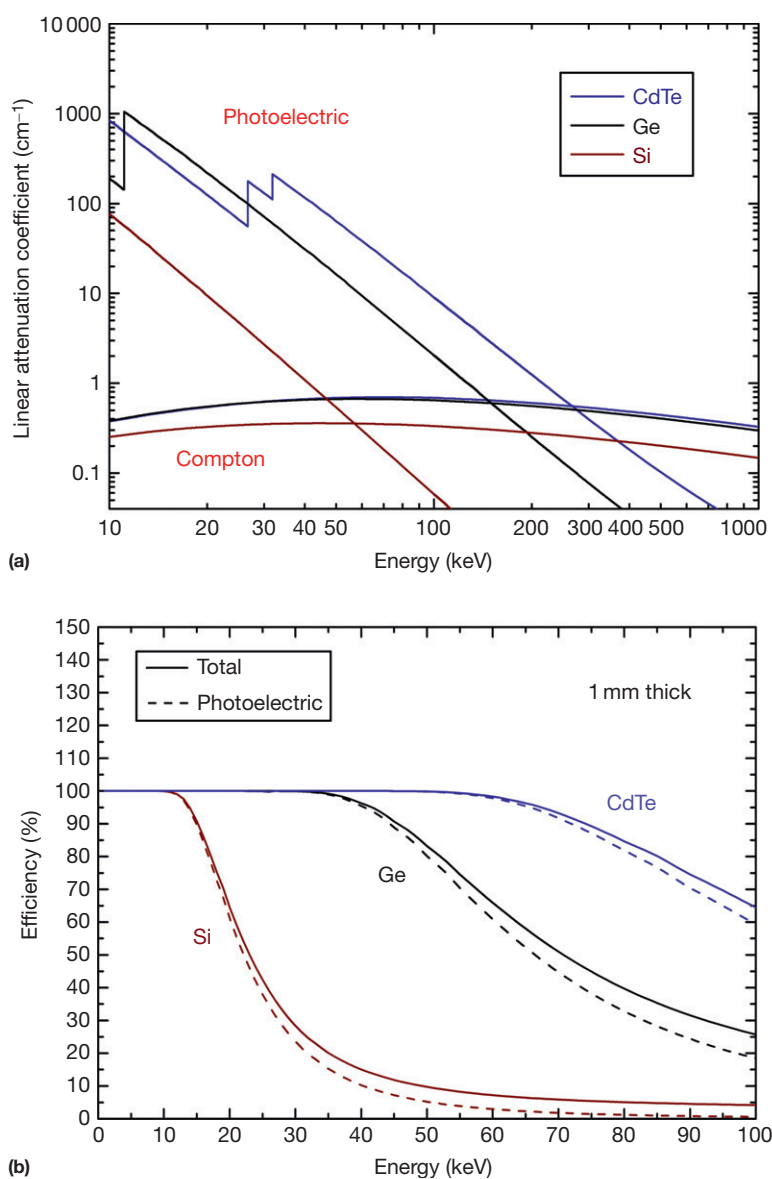 10 000
1000
100
10
1
0.1
Linear attenuation coefficient (cm⁻¹)
Photoelectric
Compton
CdTe
Ge
Si
10 20 30 40 50 100 200 300 400 500 1000
Energy (keV)
(a)
150
140
130
120
110
100
90
80
70
60
50
40
30
20
10
0
Efficiency (%)
Total
Photoelectric
1 mm thick
CdTe
Ge
Si
0 10 20 30 40 50 60 70 80 90 100
Energy (keV)
(b)